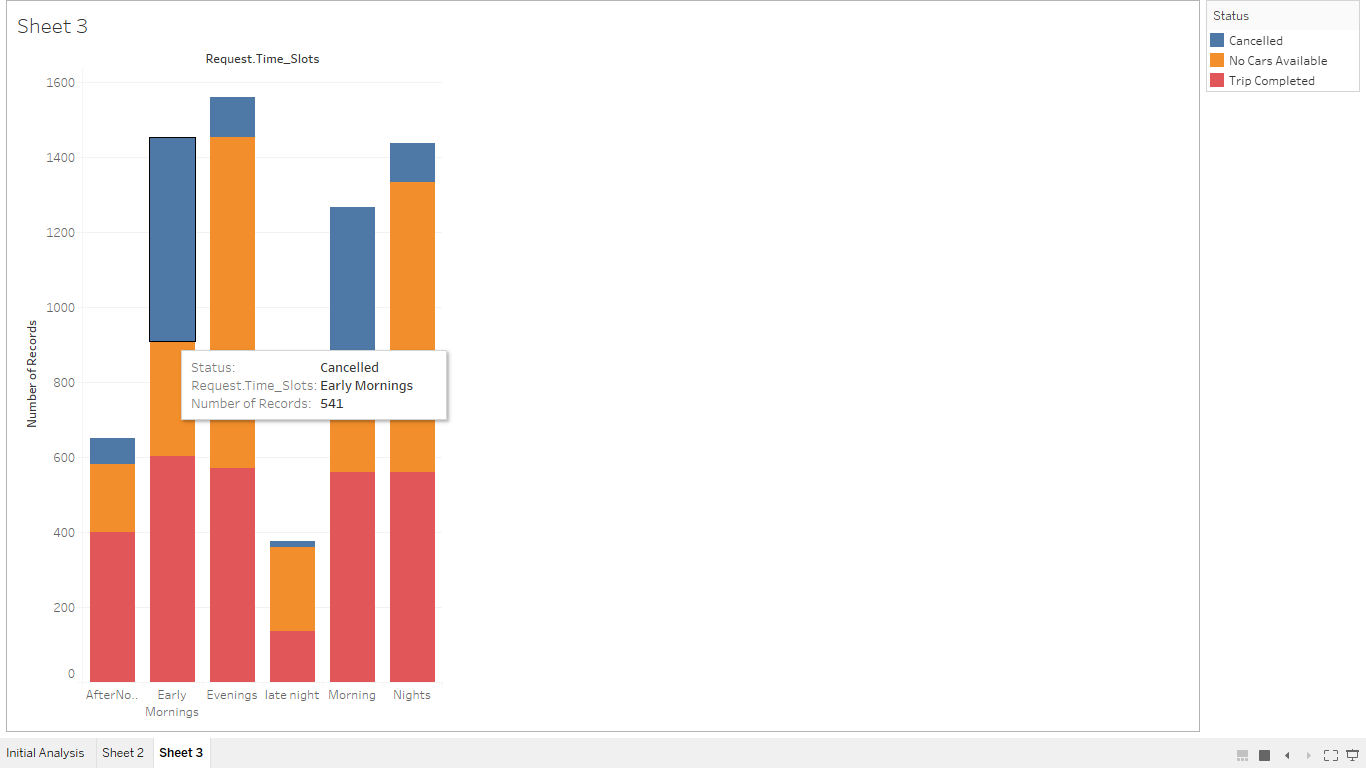 Sheet 3
Request.Time_Slots
1600
1400
1200
1000
800
600
400
200
0
Number of Records
Status: Cancelled
Request.Time_Slots: Early Mornings
Number of Records: 541
AfterNo.. Early Mornings Evenings late night Morning Nights
Status
Cancelled
No Cars Available
Trip Completed
Initial Analysis Sheet 2 Sheet 3